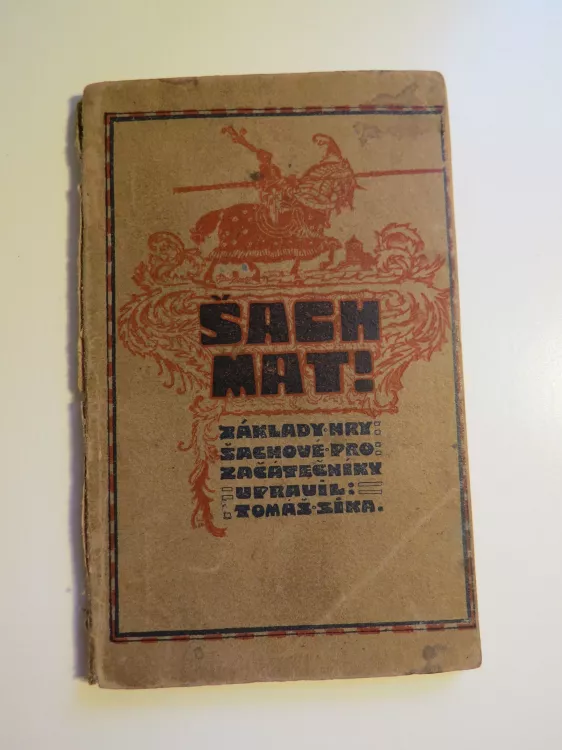 ŠACH
MAT!
ZÁKLADY·HRY:
ŠACHOVÉ·PRO:
ZAČÁTEČNÍKY
UPRAVIL:
TOMÁŠ·SÍKA.